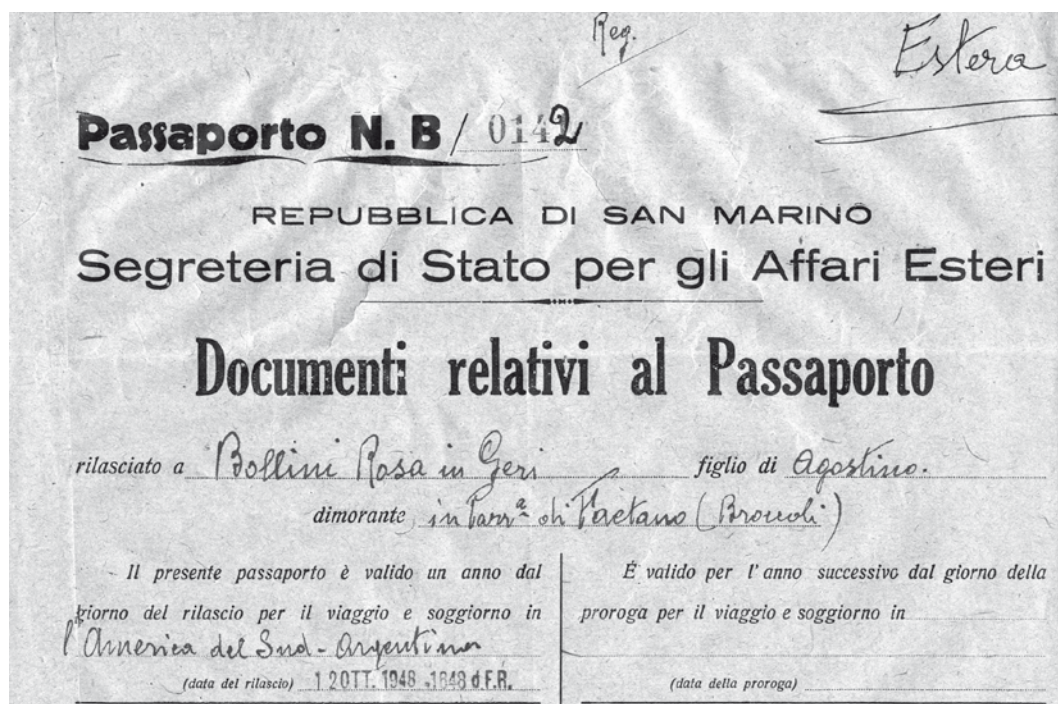 Reg.
Estera
Passaporto N. B / 0142
REPUBBLICA DI SAN MARINO
Segreteria di Stato per gli Affari Esteri
Documenti relativi al Passaporto
rilasciato a Bollini Rosa in Geri figlio di Agostino.
dimorante in Parr.ª di Faetano (Broccoli)
Il presente passaporto è valido un anno dal
giorno del rilascio per il viaggio e soggiorno in
l'America del Sud - Argentina
(data del rilascio) 12 OTT. 1948 - 1648 d.F.R.
È valido per l'anno successivo dal giorno della
proroga per il viaggio e soggiorno in
(data della proroga)